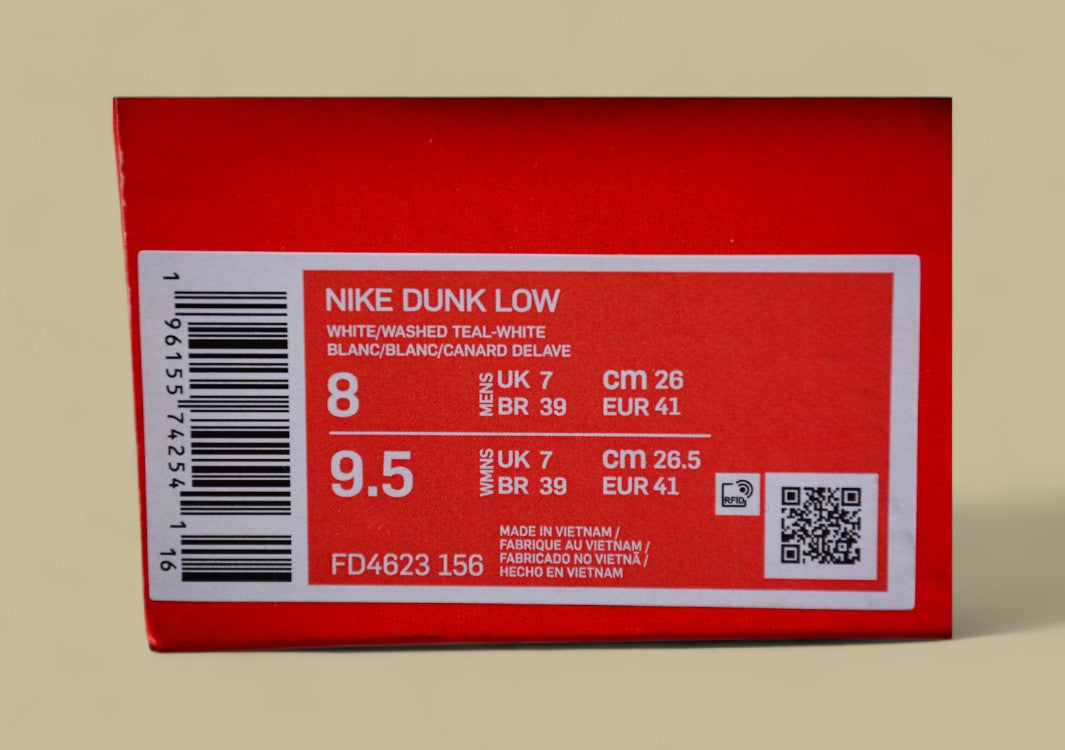 NIKE DUNK LOW
WHITE/WASHED TEAL-WHITE
BLANC/BLANC/CANARD DELAVE
8 MENS UK 7 cm 26
BR 39 EUR 41
9.5 WMNS UK 7 cm 26.5
BR 39 EUR 41
RFID
MADE IN VIETNAM /
FABRIQUE AU VIETNAM /
FABRICADO NO VIETNÃ /
HECHO EN VIETNAM
FD4623 156
1 96155 74254 1 16